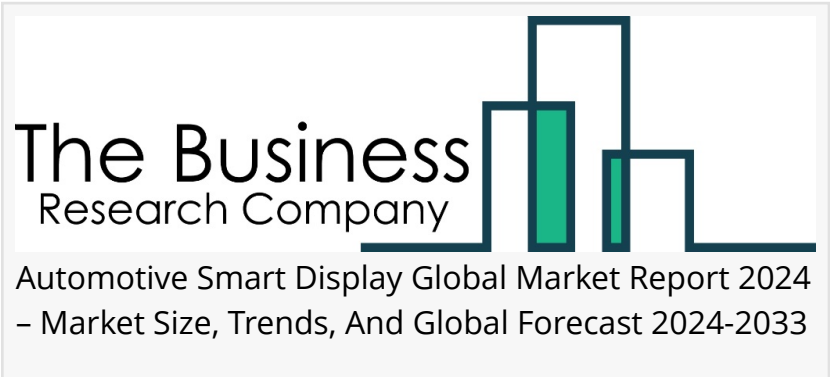 The Business
Research Company
Automotive Smart Display Global Market Report 2024
– Market Size, Trends, And Global Forecast 2024-2033